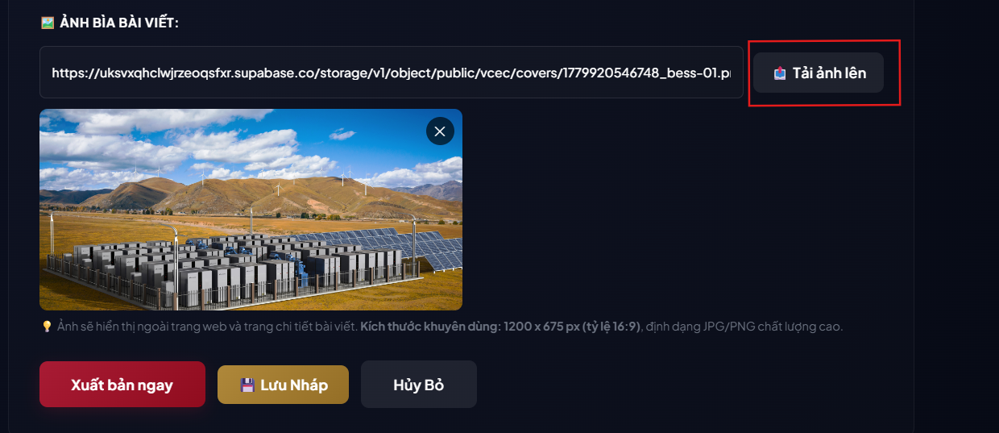 🖼️ ẢNH BÌA BÀI VIẾT:
https://uksvxqhclwjrzeoqsfxr.supabase.co/storage/v1/object/public/vcec/covers/1779920546748_bess-01.p
📤 Tải ảnh lên
💡 Ảnh sẽ hiển thị ngoài trang web và trang chi tiết bài viết. Kích thước khuyên dùng: 1200 x 675 px (tỷ lệ 16:9), định dạng JPG/PNG chất lượng cao.
Xuất bản ngay
💾 Lưu Nháp
Hủy Bỏ